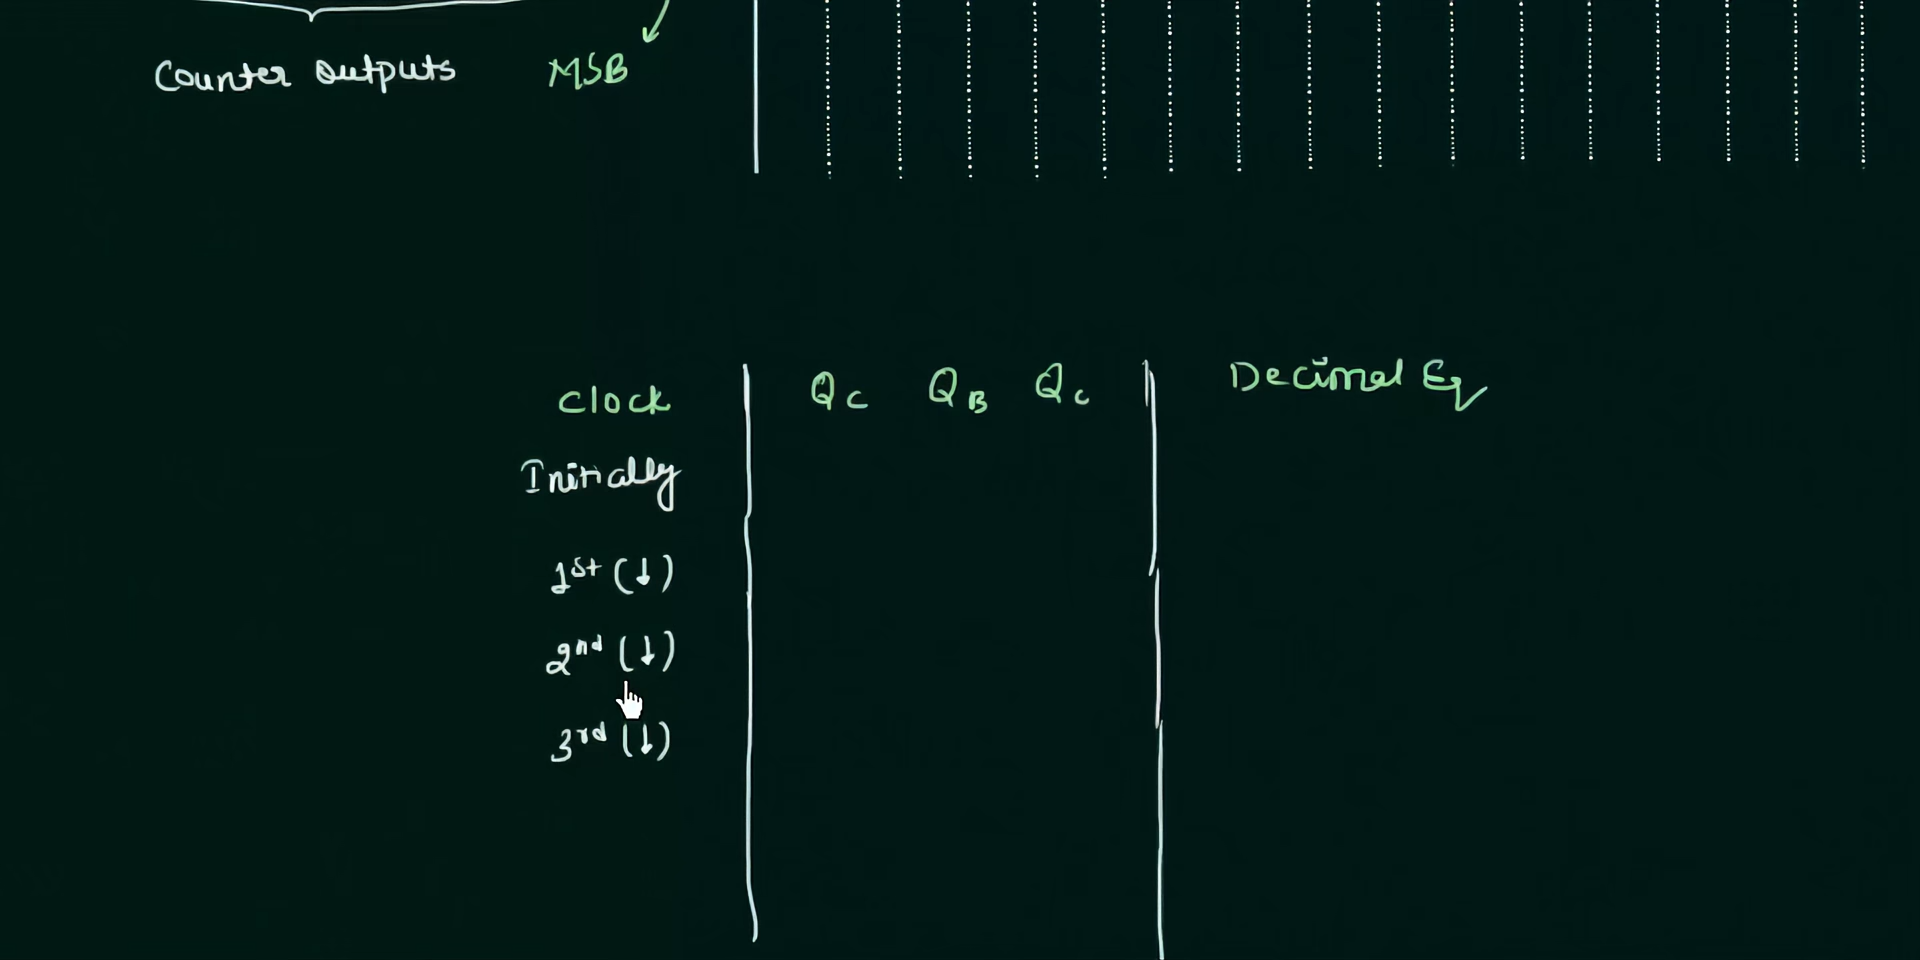 Counter Outputs MSB
Clock QC QB QC Decimal Eq
Initially
1st (↓)
2nd (↓)
3rd (↓)